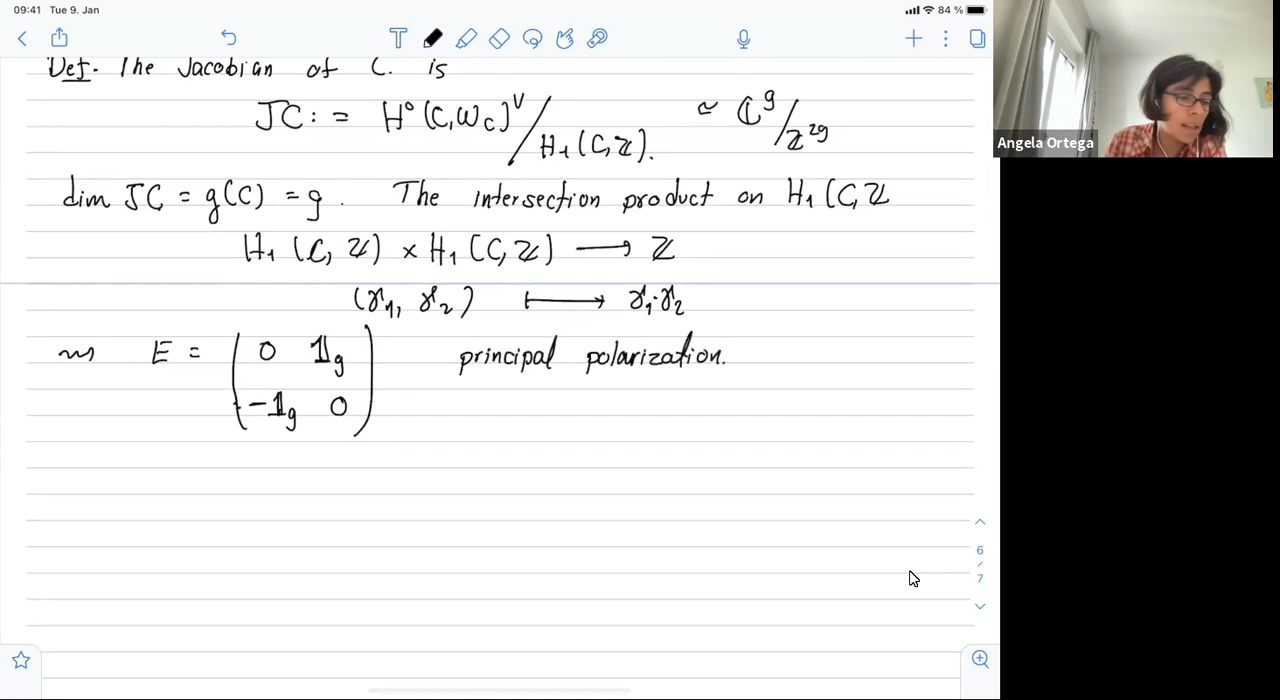 09:41 Tue 9. Jan
84 %
Def. The Jacobian of C. is
JC := H⁰(C, ω_C)^∨ / H₁(C, ℤ). ≃ ℂ^g / ℤ^2g
dim JC = g(C) = g. The intersection product on H₁(C, ℤ
H₁(C, ℤ) × H₁(C, ℤ) ⟶ ℤ
(γ₁, γ₂) ⟼ γ₁·γ₂
⇝ E = ( 0 𝟙_g
-𝟙_g 0 ) principal polarization.
Angela Ortega
6
/
7